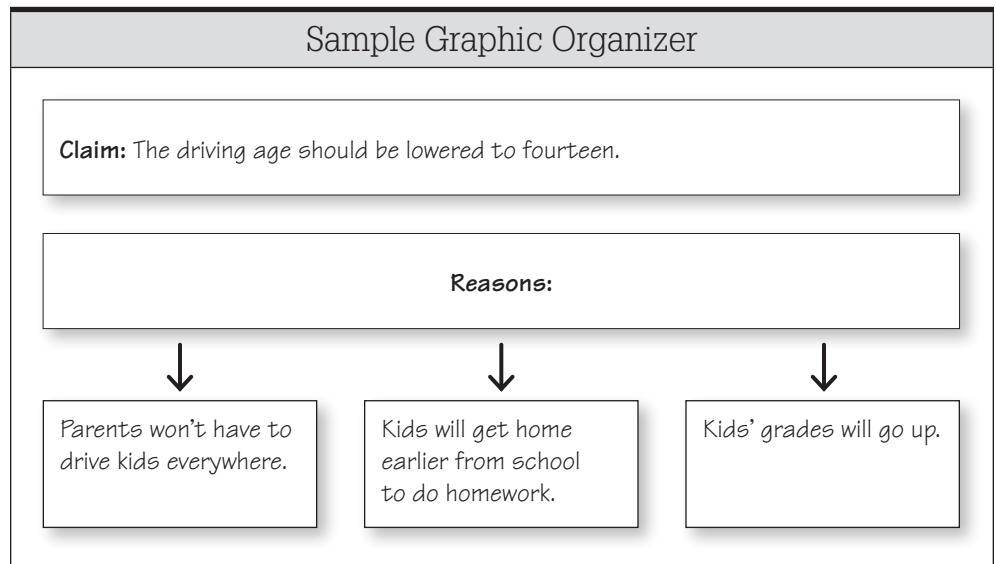 Sample Graphic Organizer
Claim: The driving age should be lowered to fourteen.
Reasons:
Parents won't have to
drive kids everywhere.
Kids will get home
earlier from school
to do homework.
Kids' grades will go up.